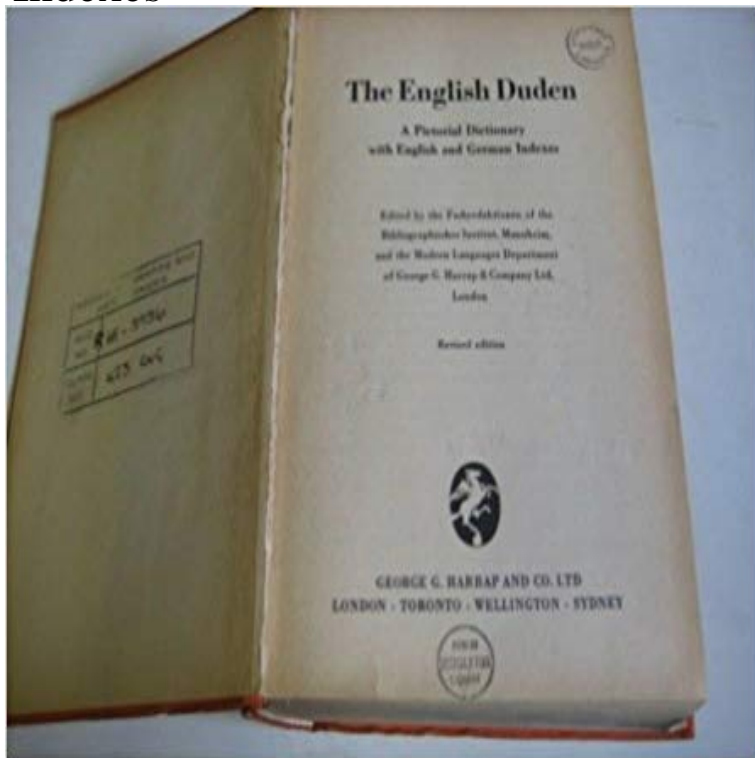 Indexes
The English Duden
A Pictorial Dictionary
with English and German Indexes
Edited by the Fachredaktionen of the
Bibliographisches Institut, Mannheim,
and the Modern Languages Department
of George G. Harrap & Company Ltd,
London
Revised edition
GEORGE G. HARRAP AND CO. LTD
LONDON - TORONTO - WELLINGTON - SYDNEY